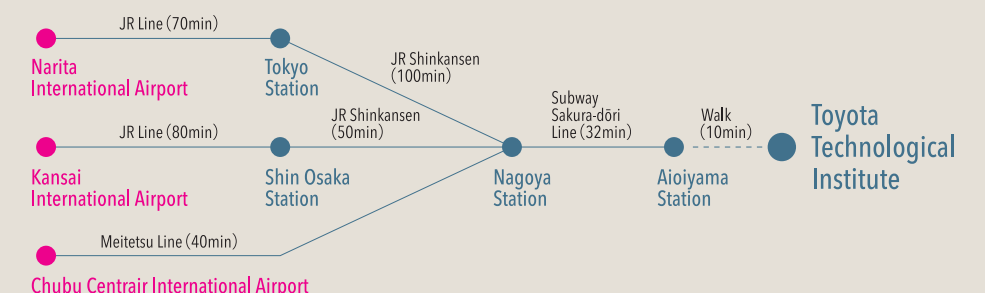 JR Line (70min)
Narita
International Airport
Tokyo
Station
JR Shinkansen
(100min)
JR Line (80min)
Kansai
International Airport
JR Shinkansen
(50min)
Shin Osaka
Station
Meitetsu Line (40min)
Chubu Centrair International Airport
Nagoya
Station
Subway
Sakura-dōri
Line (32min)
Aioiyama
Station
Walk
(10min)
Toyota
Technological
Institute